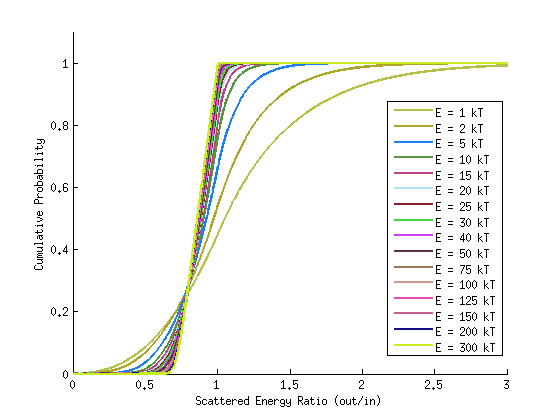 1
0.8
0.6
0.4
0.2
0
Cumulative Probability
0
0.5
1
1.5
2
2.5
3
Scattered Energy Ratio (out/in)
E = 1 kT
E = 2 kT
E = 5 kT
E = 10 kT
E = 15 kT
E = 20 kT
E = 25 kT
E = 30 kT
E = 40 kT
E = 50 kT
E = 75 kT
E = 100 kT
E = 125 kT
E = 150 kT
E = 200 kT
E = 300 kT